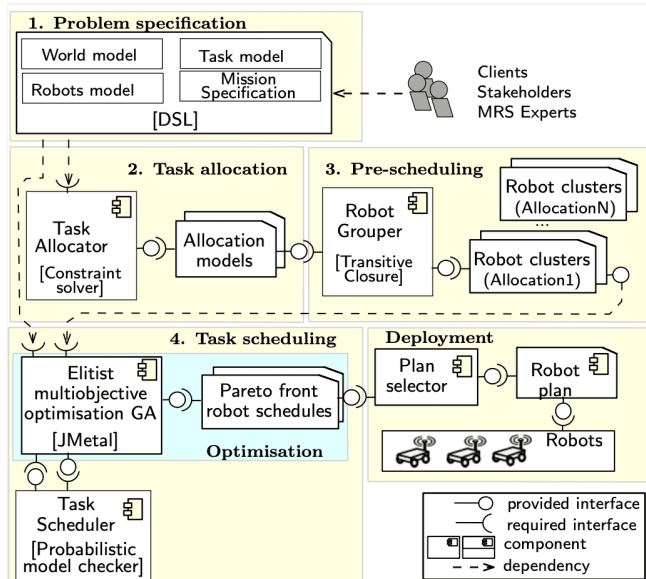 1. Problem specification
World model
Task model
Robots model
Mission
Specification
[DSL]
Clients
Stakeholders
MRS Experts
2. Task allocation
Task
Allocator
[Constraint
solver]
Allocation
models
3. Pre-scheduling
Robot
Grouper
[Transitive
Closure]
Robot clusters
(AllocationN)
...
Robot clusters
(Allocation1)
4. Task scheduling
Elitist
multiobjective
optimisation GA
[JMetal]
Pareto front
robot schedules
Optimisation
Task
Scheduler
[Probabilistic
model checker]
Deployment
Plan
selector
Robot
plan
Robots
provided interface
required interface
component
dependency